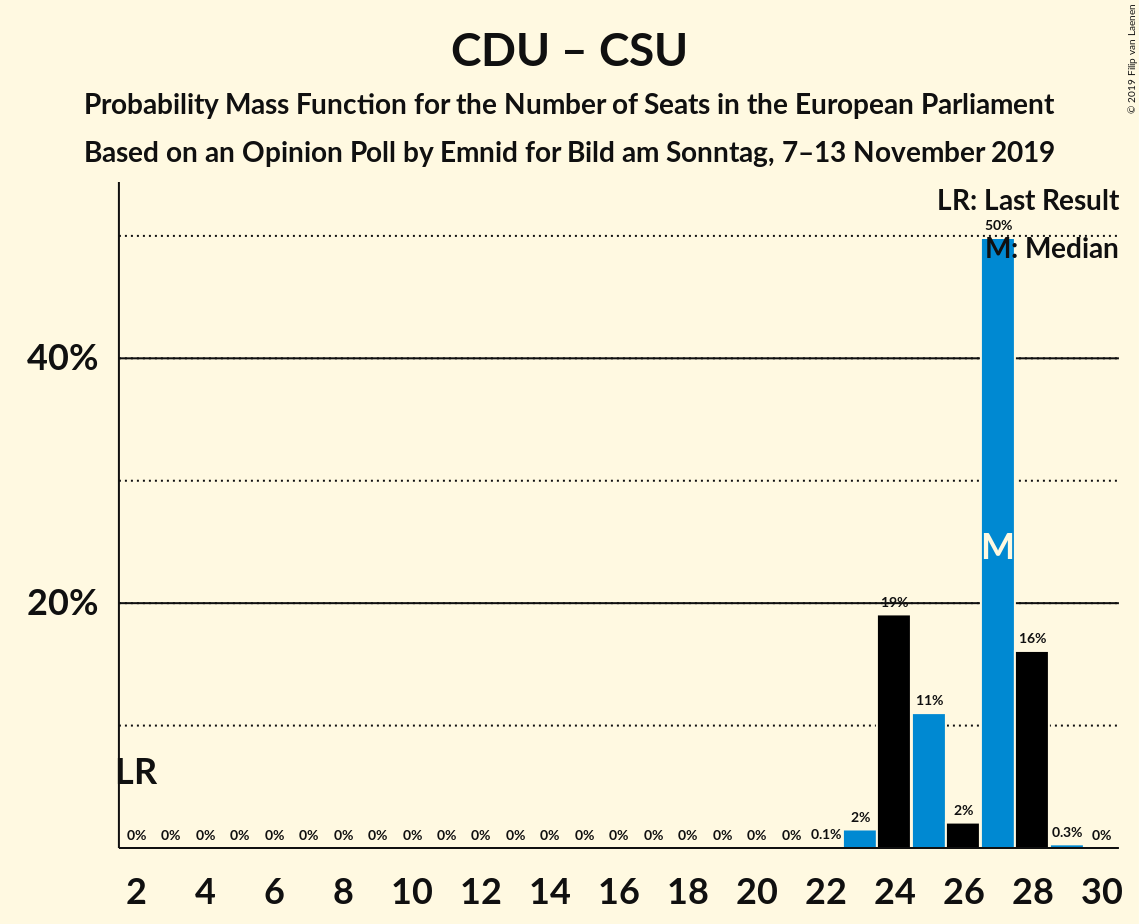 CDU – CSU
Probability Mass Function for the Number of Seats in the European Parliament
Based on an Opinion Poll by Emnid for Bild am Sonntag, 7–13 November 2019
© 2019 Filip van Laenen
LR: Last Result
M: Median
50%
40%
M
20%
19%
16%
11%
LR
0% 0% 0% 0% 0% 0% 0% 0% 0% 0% 0% 0% 0% 0% 0% 0% 0% 0% 0% 0% 0.1% 2% 2% 0.3% 0%
2 4 6 8 10 12 14 16 18 20 22 24 26 28 30